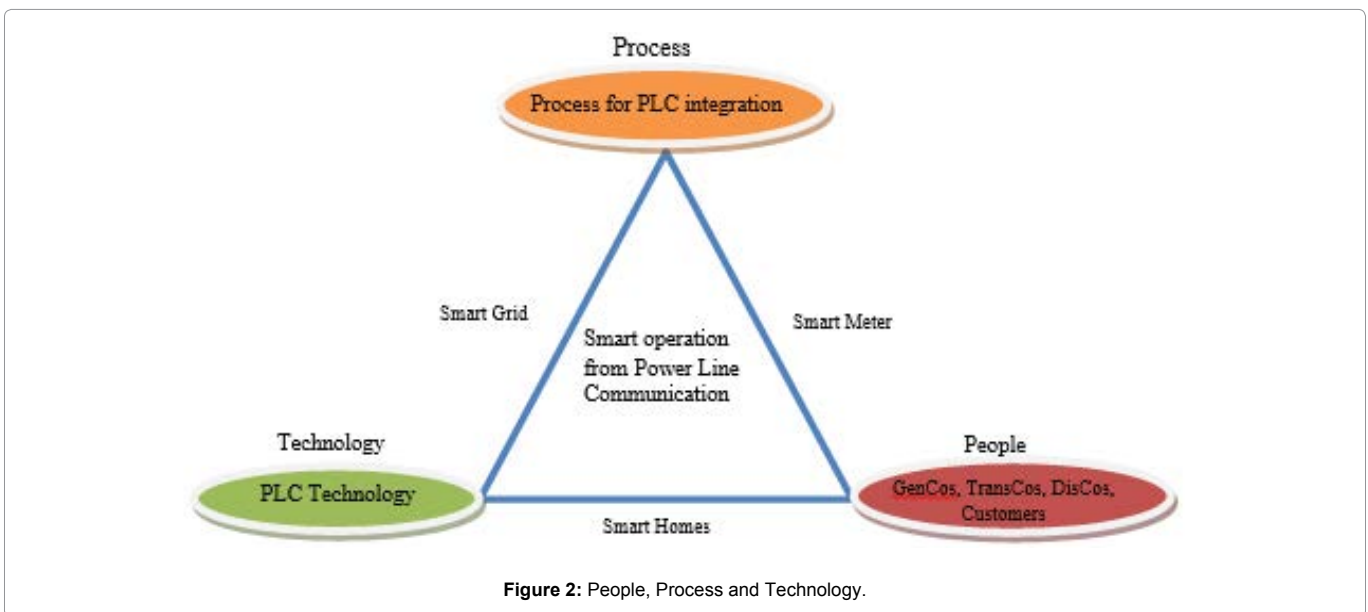 Process
Process for PLC integration
Smart Grid
Smart Meter
Smart operation
from Power Line
Communication
Technology
PLC Technology
People
GenCos, TransCos, DisCos,
Customers
Smart Homes
Figure 2: People, Process and Technology.